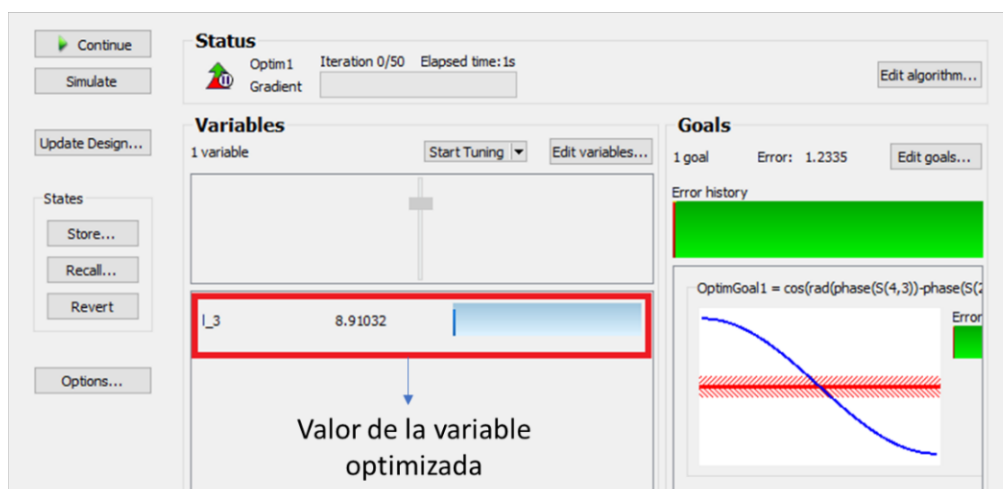 Continue
Simulate
Update Design...
States
Store...
Recall...
Revert
Options...
Status
Optim1
Gradient
Iteration 0/50 Elapsed time:1s
Edit algorithm...
Variables
1 variable
Start Tuning
Edit variables...
l_3 8.91032
Valor de la variable
optimizada
Goals
1 goal Error: 1.2335
Edit goals...
Error history
OptimGoal1 = cos(rad(phase(S(4,3))-phase(S(2
Error